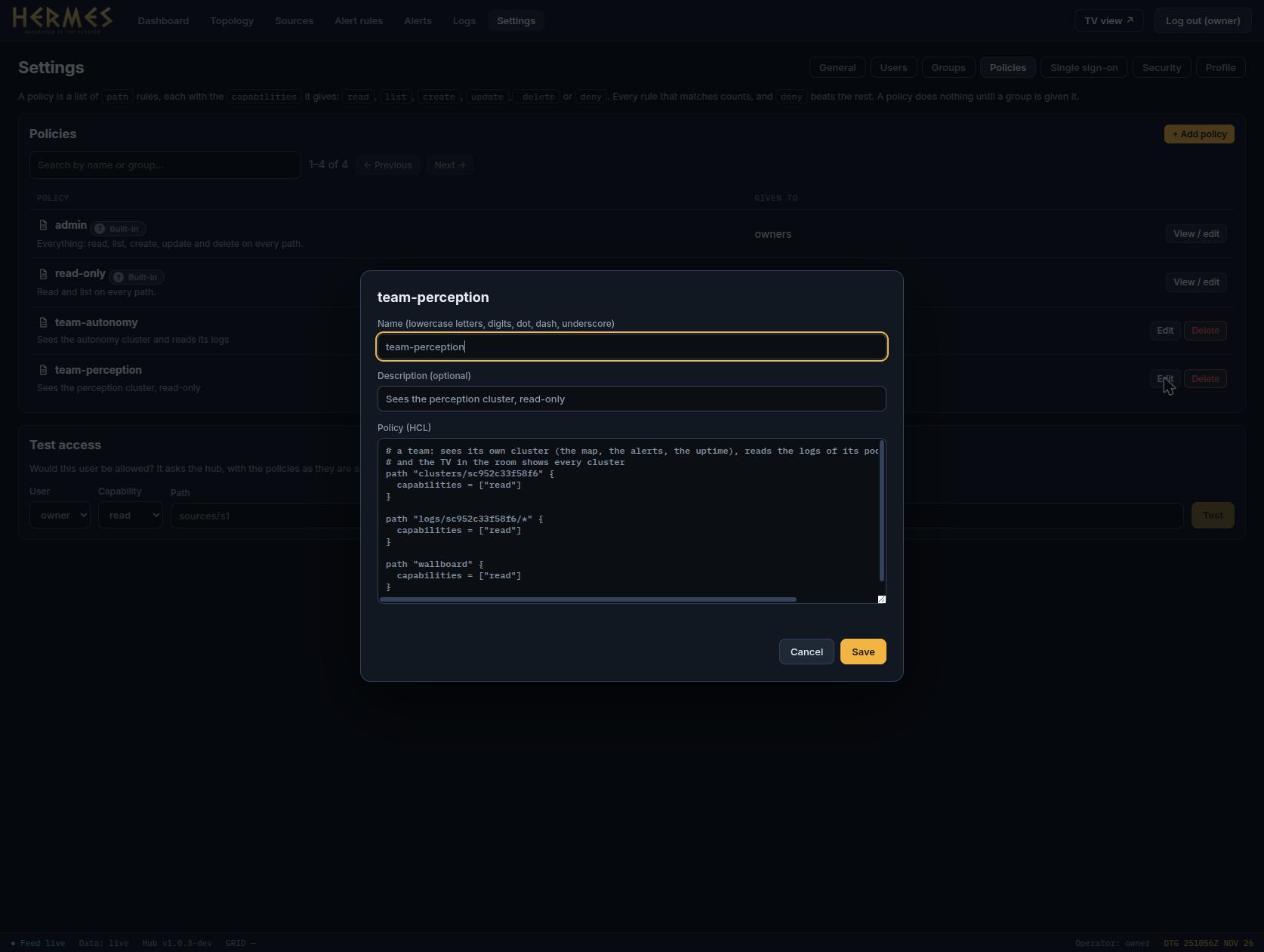 HERMES
Dashboard Topology Sources Alert rules Alerts Logs Settings TV view ↗ Log out (owner)
Settings General Users Groups Policies Single sign-on Security Profile
A policy is a list of path rules, each with the capabilities it gives: read, list, create, update, delete or deny. Every rule that matches counts, and deny beats the rest. A policy does nothing until a group is given it.
Policies + Add policy
Search by name or group... 1–4 of 4 ← Previous Next →
POLICY GIVEN TO
admin ? Built-in
Everything: read, list, create, update and delete on every path.
owners View / edit
read-only ? Built-in
Read and list on every path.
View / edit
team-autonomy
Sees the autonomy cluster and reads its logs
Edit Delete
team-perception
Sees the perception cluster, read-only
Edit Delete
Test access
Would this user be allowed? It asks the hub, with the policies as they are s
User Capability Path
owner read sources/s1 Test
team-perception
Name (lowercase letters, digits, dot, dash, underscore)
team-perception
Description (optional)
Sees the perception cluster, read-only
Policy (HCL)
# a team: sees its own cluster (the map, the alerts, the uptime), reads the logs of its poc
# and the TV in the room shows every cluster
path "clusters/sc952c33f58f6" {
capabilities = ["read"]
}
path "logs/sc952c33f58f6/*" {
capabilities = ["read"]
}
path "wallboard" {
capabilities = ["read"]
}
Cancel Save
● Feed live Data: live Hub v1.0.3-dev GRID — Operator: owner DTG 251056Z NOV 26